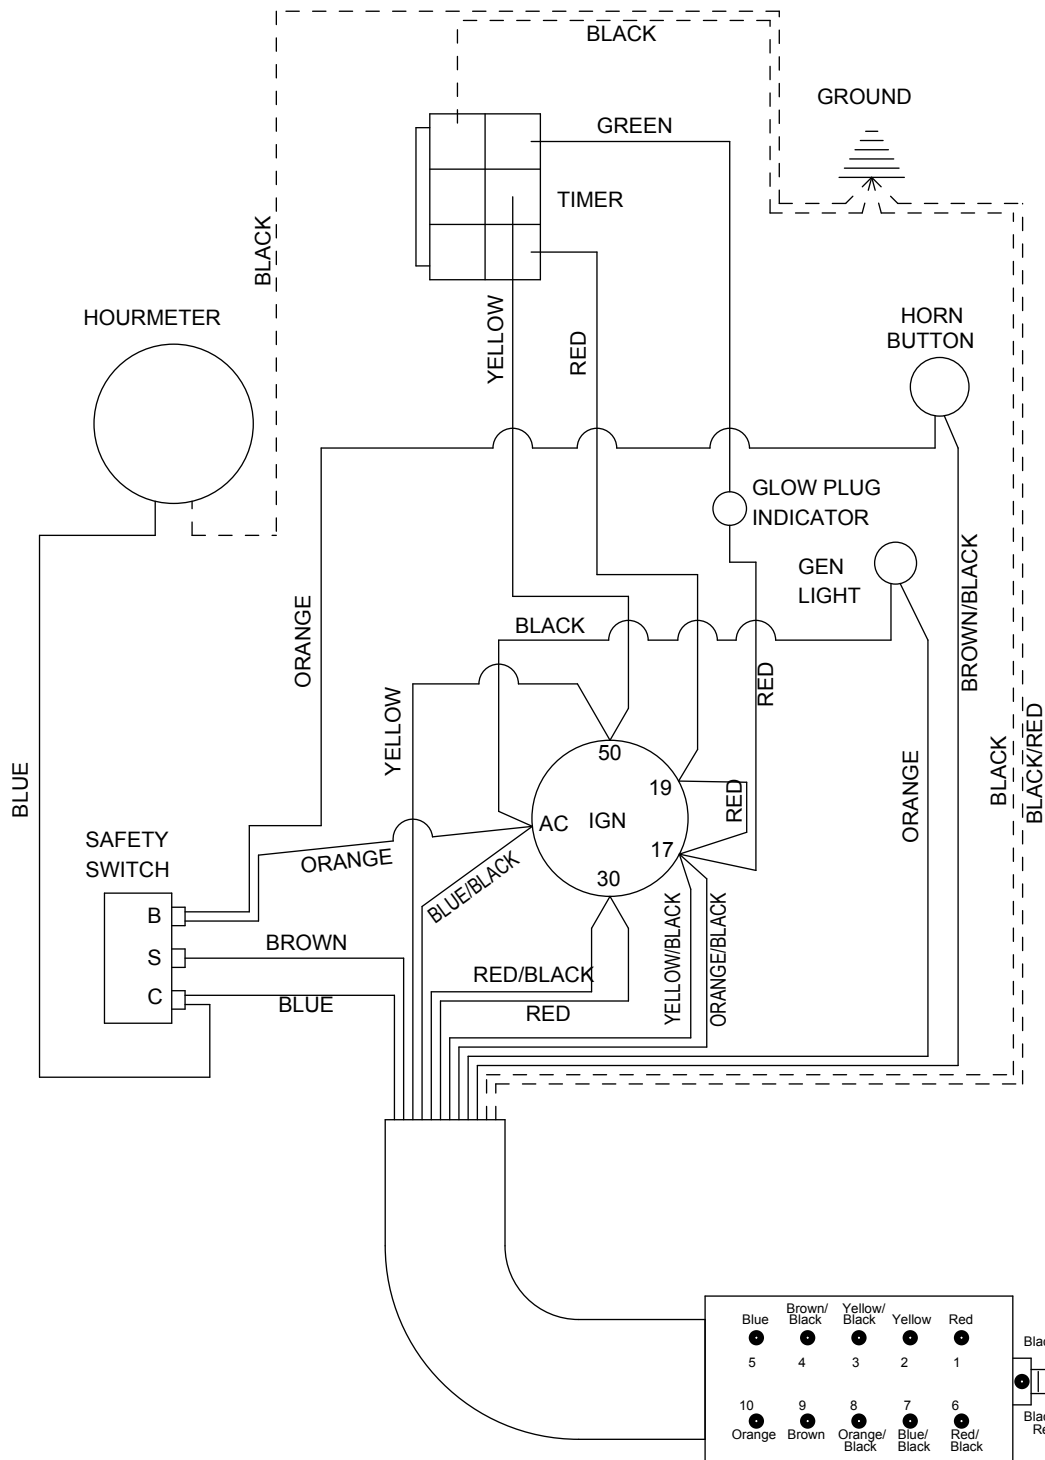 BLACK
GROUND
GREEN
TIMER
BLACK
HOURMETER
YELLOW
RED
HORN
BUTTON
GLOW PLUG
INDICATOR
GEN
LIGHT
BLACK
ORANGE
BROWN/BLACK
RED
YELLOW
BLUE
BLACK
BLACK/RED
ORANGE
50
19
RED
AC
IGN
17
30
SAFETY
SWITCH
ORANGE
BLUE/BLACK
B
BROWN
S
RED/BLACK
YELLOW/BLACK
ORANGE/BLACK
C
BLUE
RED
Blue
Brown/
Black
Yellow/
Black
Yellow
Red
5
4
3
2
1
10
9
8
7
6
Orange
Brown
Orange/
Black
Blue/
Black
Red/
Black